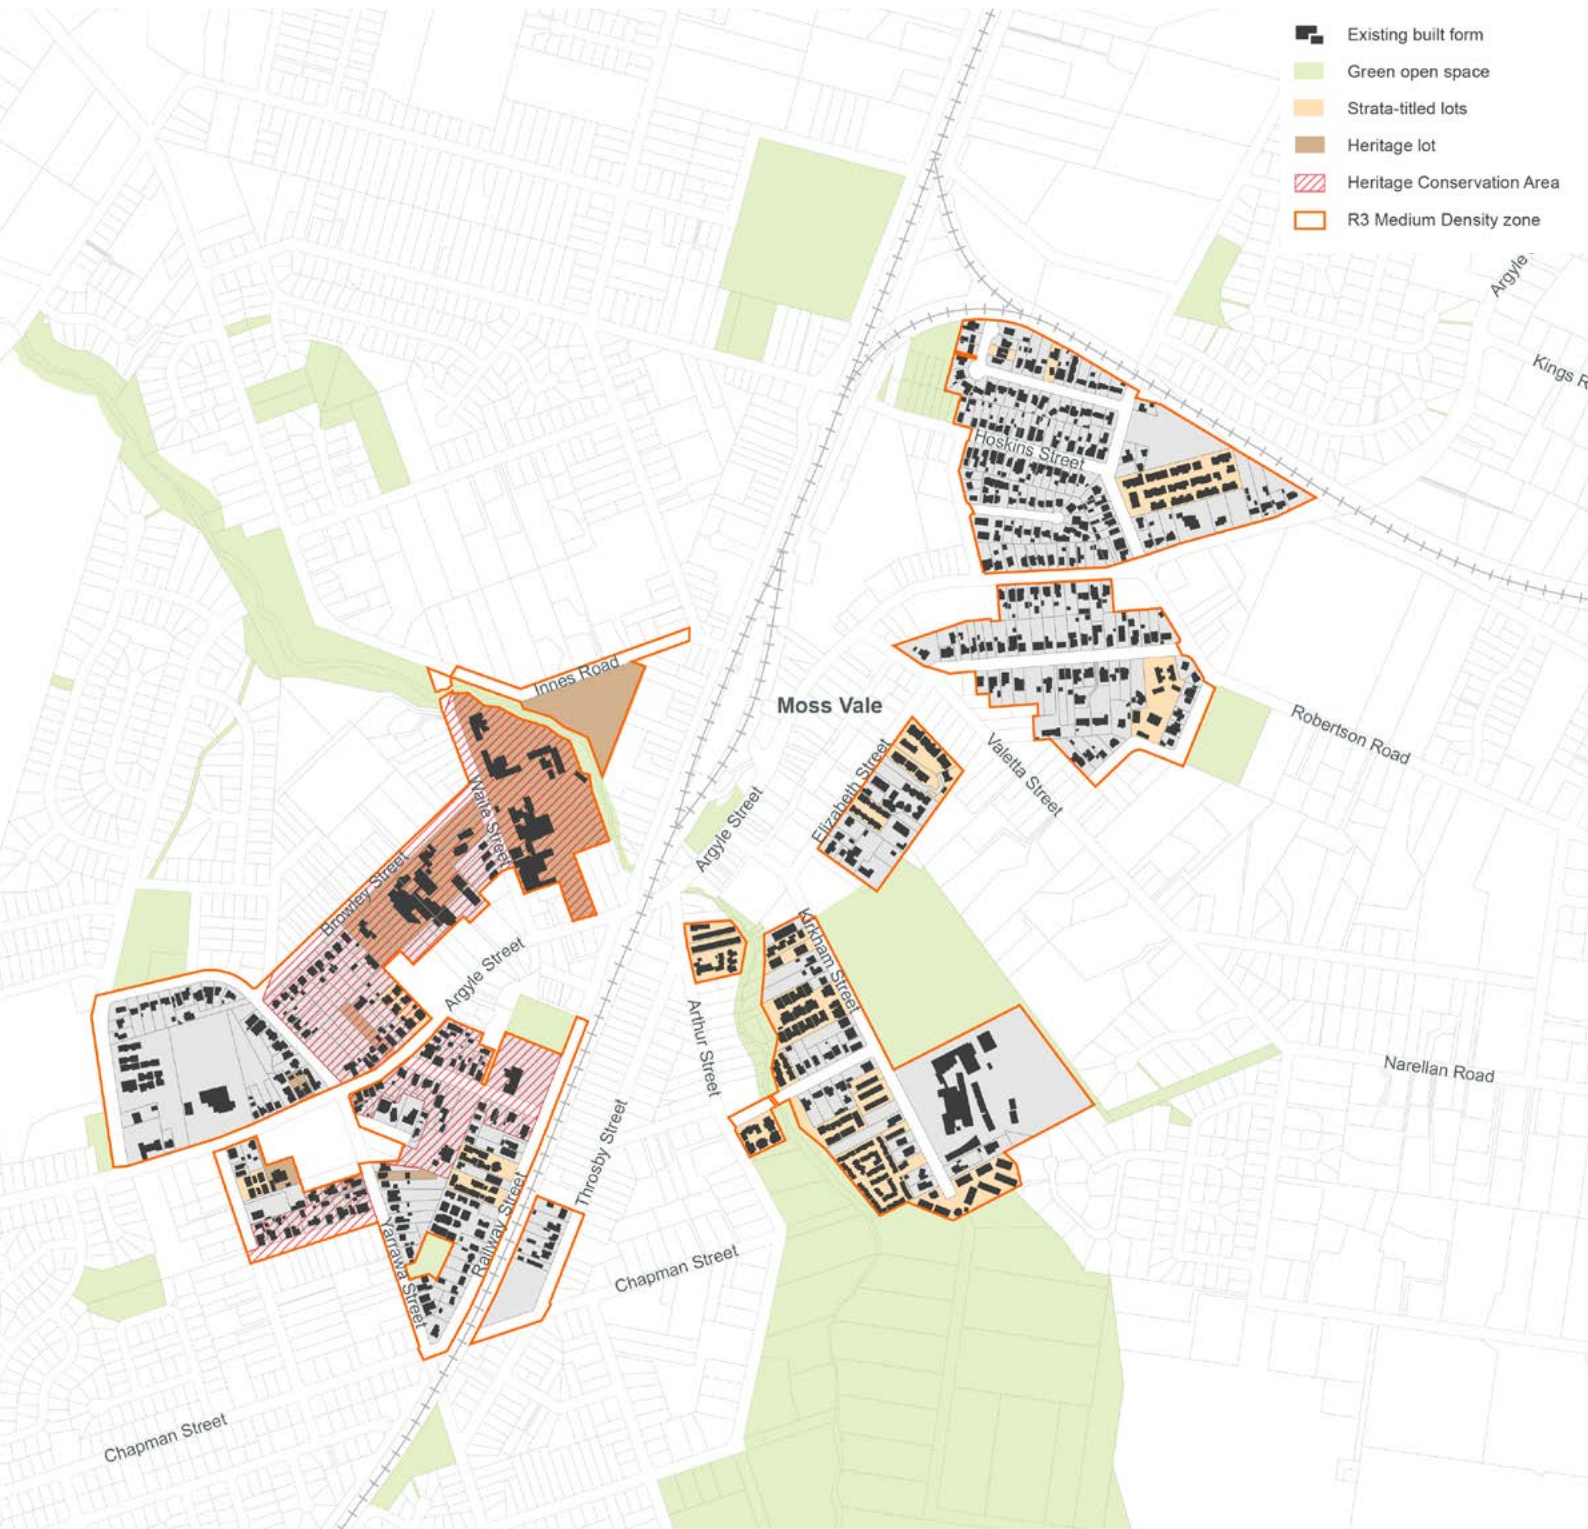 Existing built form
Green open space
Strata-titled lots
Heritage lot
Heritage Conservation Area
R3 Medium Density zone
Argyle
Kings R
Hoskins Street
Innes Road
Moss Vale
Robertson Road
Valetta Street
Elizabeth Street
Argyle Street
Waite Street
Browley Street
Kirkham Street
Argyle Street
Arthur Street
Narellan Road
Throsby Street
Railway Street
Yarrawa Street
Chapman Street
Chapman Street